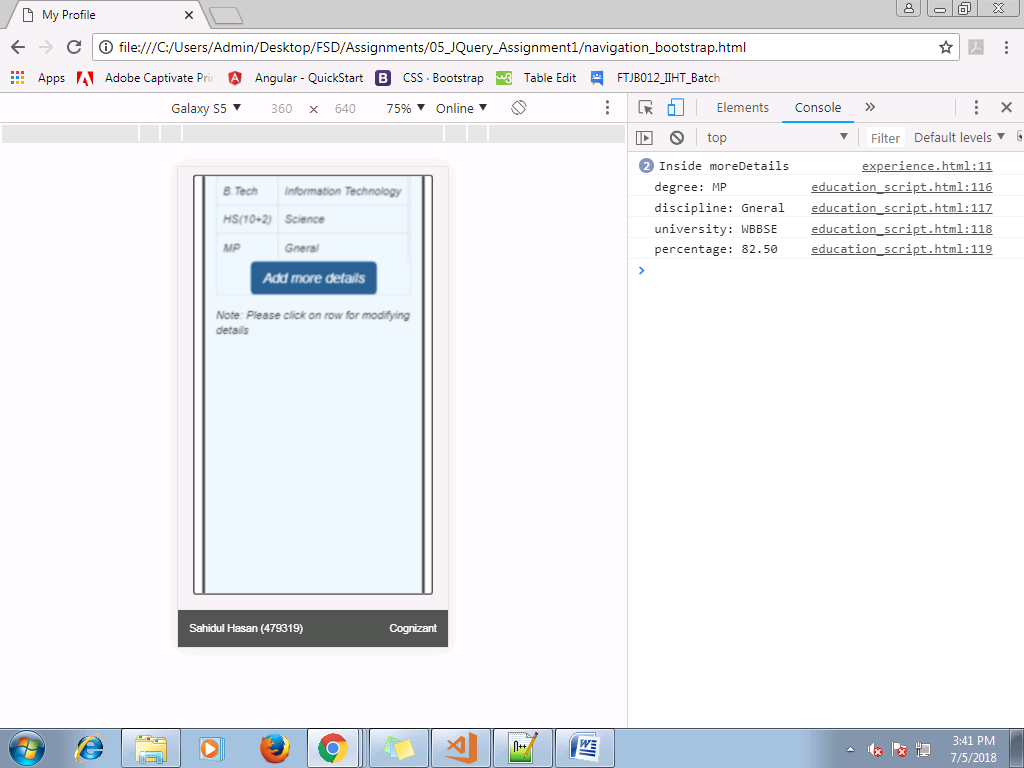 My Profile
file:///C:/Users/Admin/Desktop/FSD/Assignments/05_JQuery_Assignment1/navigation_bootstrap.html
Apps Adobe Captivate Pri Angular - QuickStart B CSS · Bootstrap w3 Table Edit FTJB012_IIHT_Batch
Galaxy S5 ▼ 360 × 640 75% ▼ Online ▼
Elements Console »
top ▼ Filter Default levels ▼
2 Inside moreDetails experience.html:11
degree: MP education_script.html:116
discipline: Gneral education_script.html:117
university: WBBSE education_script.html:118
percentage: 82.50 education_script.html:119
B.Tech Information Technology
HS(10+2) Science
MP Gneral
Add more details
Note: Please click on row for modifying
details
Sahidul Hasan (479319) Cognizant
3:41 PM
7/5/2018